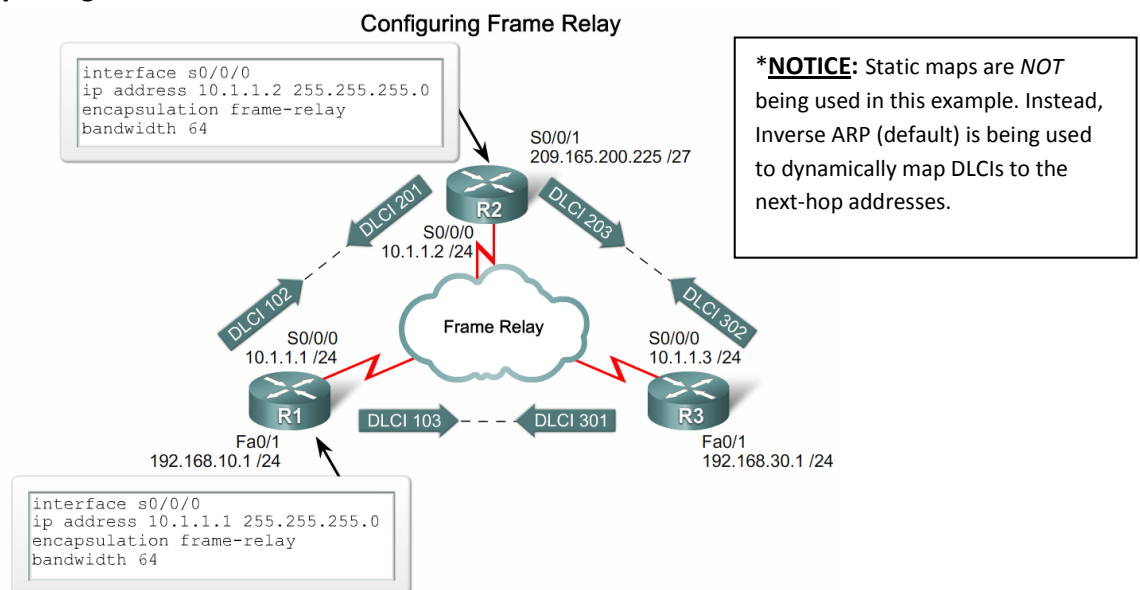 Configuring Frame Relay
interface s0/0/0
ip address 10.1.1.2 255.255.255.0
encapsulation frame-relay
bandwidth 64
*NOTICE: Static maps are NOT
being used in this example. Instead,
Inverse ARP (default) is being used
to dynamically map DLCIs to the
next-hop addresses.
S0/0/1
209.165.200.225 /27
R2
DLCI 201
DLCI 203
S0/0/0
10.1.1.2 /24
DLCI 102
DLCI 302
Frame Relay
S0/0/0
10.1.1.1 /24
S0/0/0
10.1.1.3 /24
R1
DLCI 103
DLCI 301
R3
Fa0/1
192.168.10.1 /24
Fa0/1
192.168.30.1 /24
interface s0/0/0
ip address 10.1.1.1 255.255.255.0
encapsulation frame-relay
bandwidth 64